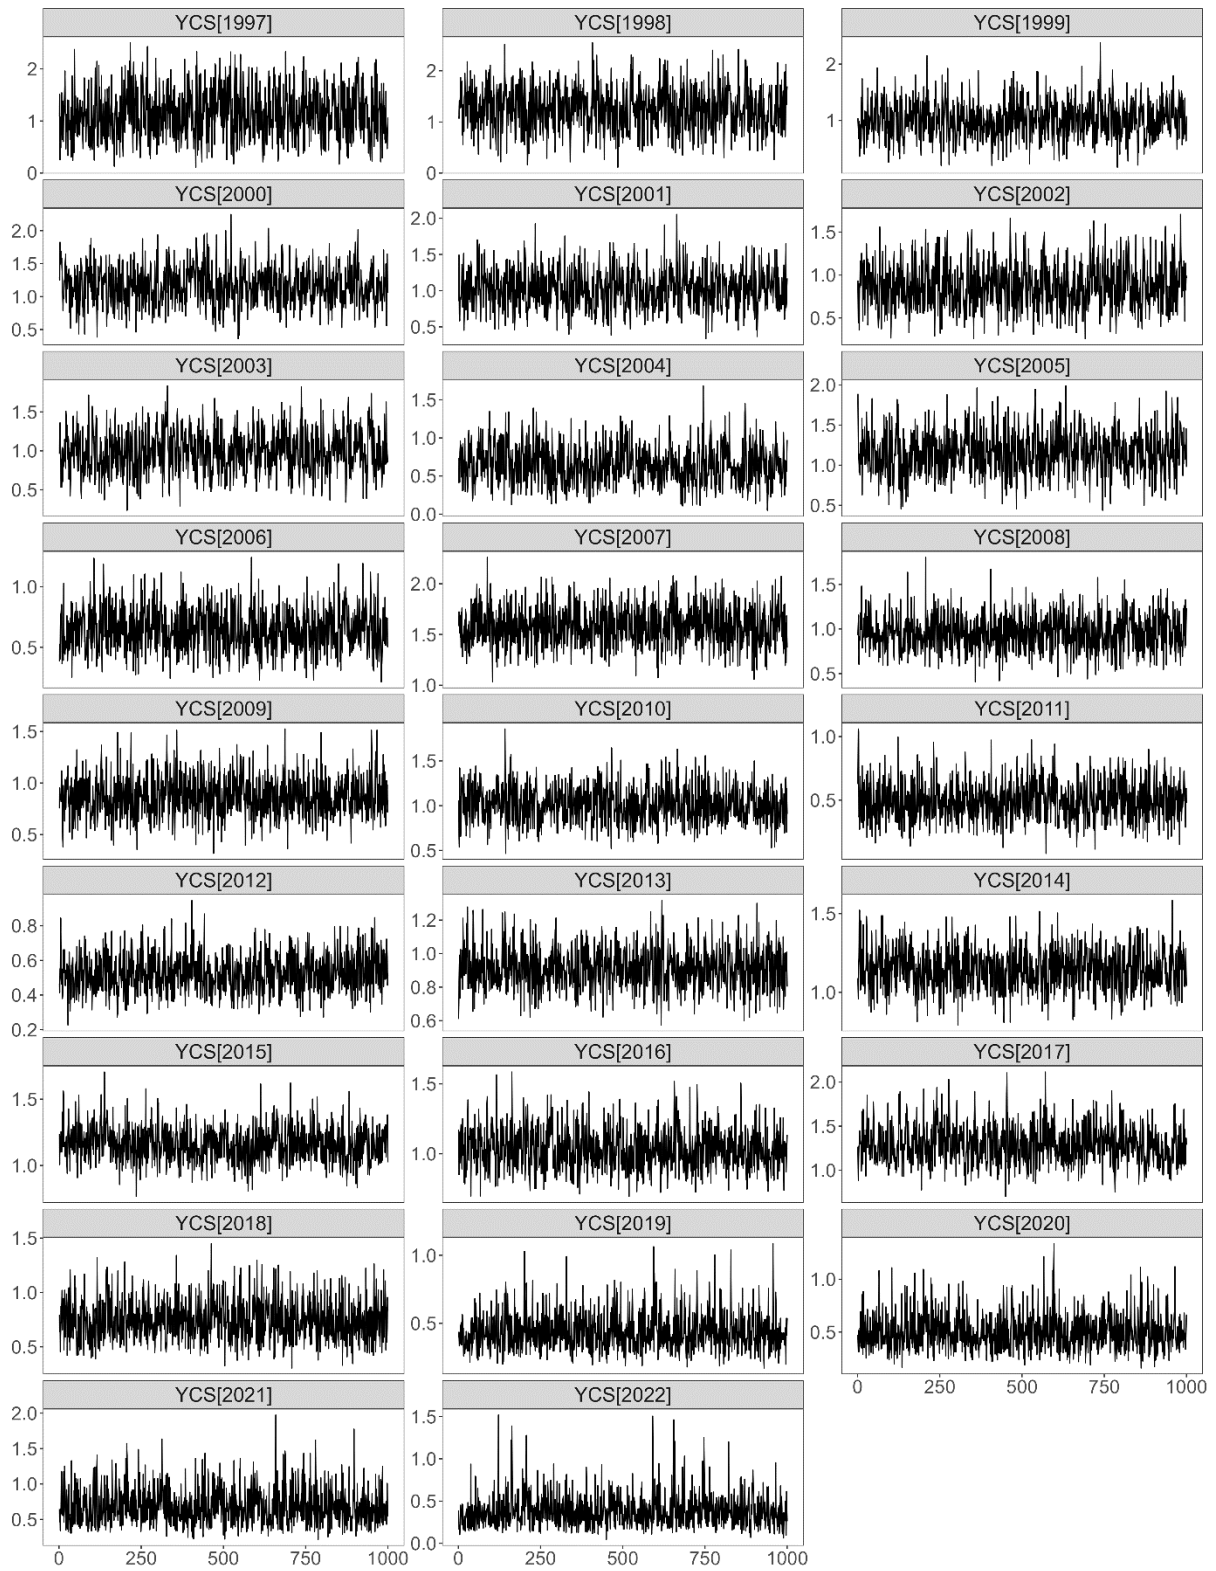 YCS[1997] YCS[1998] YCS[1999]
2 2 2
1 1 1
0 0
YCS[2000] YCS[2001] YCS[2002]
2.0 2.0 1.5
1.5 1.5 1.0
1.0 1.0 0.5
0.5 0.5
YCS[2003] YCS[2004] YCS[2005]
1.5 1.5 2.0
1.0 1.0 1.5
0.5 0.5 1.0
0.0 0.5
YCS[2006] YCS[2007] YCS[2008]
1.0 2.0 1.5
0.5 1.5 1.0
1.0 0.5
YCS[2009] YCS[2010] YCS[2011]
1.5 1.5 1.0
1.0 1.0 0.5
0.5 0.5
YCS[2012] YCS[2013] YCS[2014]
0.8 1.2 1.5
0.6 1.0 1.0
0.4 0.8
0.2 0.6
YCS[2015] YCS[2016] YCS[2017]
1.5 1.5 2.0
1.0 1.0 1.5
1.0
YCS[2018] YCS[2019] YCS[2020]
1.5 1.0 1.0
1.0 0.5 0.5
0.5
0 250 500 750 1000
YCS[2021] YCS[2022]
2.0 1.5
1.5 1.0
1.0 0.5
0.5 0.0
0 250 500 750 1000 0 250 500 750 1000